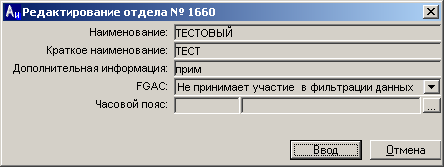 Aц Редактирование отдела № 1660
Наименование: ТЕСТОВЫЙ
Краткое наименование: ТЕСТ
Дополнительная информация: прим
FGAC: Не принимает участие в фильтрации данных
Часовой пояс: ...
Ввод Отмена